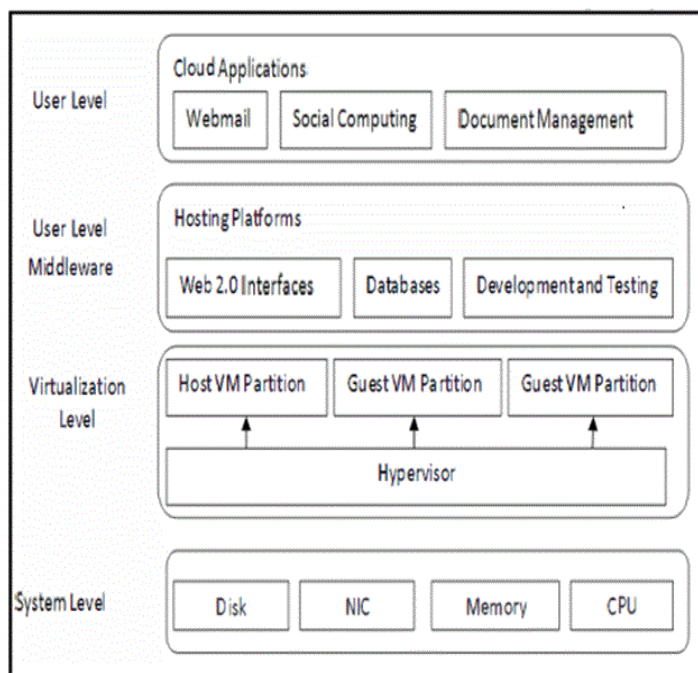 Cloud Applications
User Level
Webmail
Social Computing
Document Management
Hosting Platforms
User Level
Middleware
Web 2.0 Interfaces
Databases
Development and Testing
Host VM Partition
Guest VM Partition
Guest VM Partition
Virtualization
Level
Hypervisor
System Level
Disk
NIC
Memory
CPU